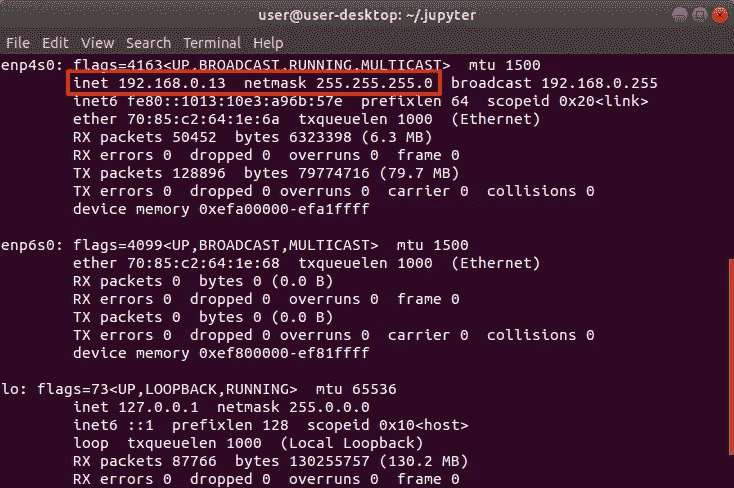 user@user-desktop: ~/.jupyter
File Edit View Search Terminal Help
enp4s0: flags=4163<UP,BROADCAST,RUNNING,MULTICAST>  mtu 1500
        inet 192.168.0.13  netmask 255.255.255.0  broadcast 192.168.0.255
        inet6 fe80::1013:10e3:a96b:57e  prefixlen 64  scopeid 0x20<link>
        ether 70:85:c2:64:1e:6a  txqueuelen 1000  (Ethernet)
        RX packets 50452  bytes 6323398 (6.3 MB)
        RX errors 0  dropped 0  overruns 0  frame 0
        TX packets 128896  bytes 79774716 (79.7 MB)
        TX errors 0  dropped 0 overruns 0  carrier 0  collisions 0
        device memory 0xefa00000-efa1ffff
enp6s0: flags=4099<UP,BROADCAST,MULTICAST>  mtu 1500
        ether 70:85:c2:64:1e:68  txqueuelen 1000  (Ethernet)
        RX packets 0  bytes 0 (0.0 B)
        RX errors 0  dropped 0  overruns 0  frame 0
        TX packets 0  bytes 0 (0.0 B)
        TX errors 0  dropped 0 overruns 0  carrier 0  collisions 0
        device memory 0xef800000-ef81ffff
lo: flags=73<UP,LOOPBACK,RUNNING>  mtu 65536
        inet 127.0.0.1  netmask 255.0.0.0
        inet6 ::1  prefixlen 128  scopeid 0x10<host>
        loop  txqueuelen 1000  (Local Loopback)
        RX packets 87766  bytes 130255757 (130.2 MB)
        RX errors 0  dropped 0  overruns 0  frame 0